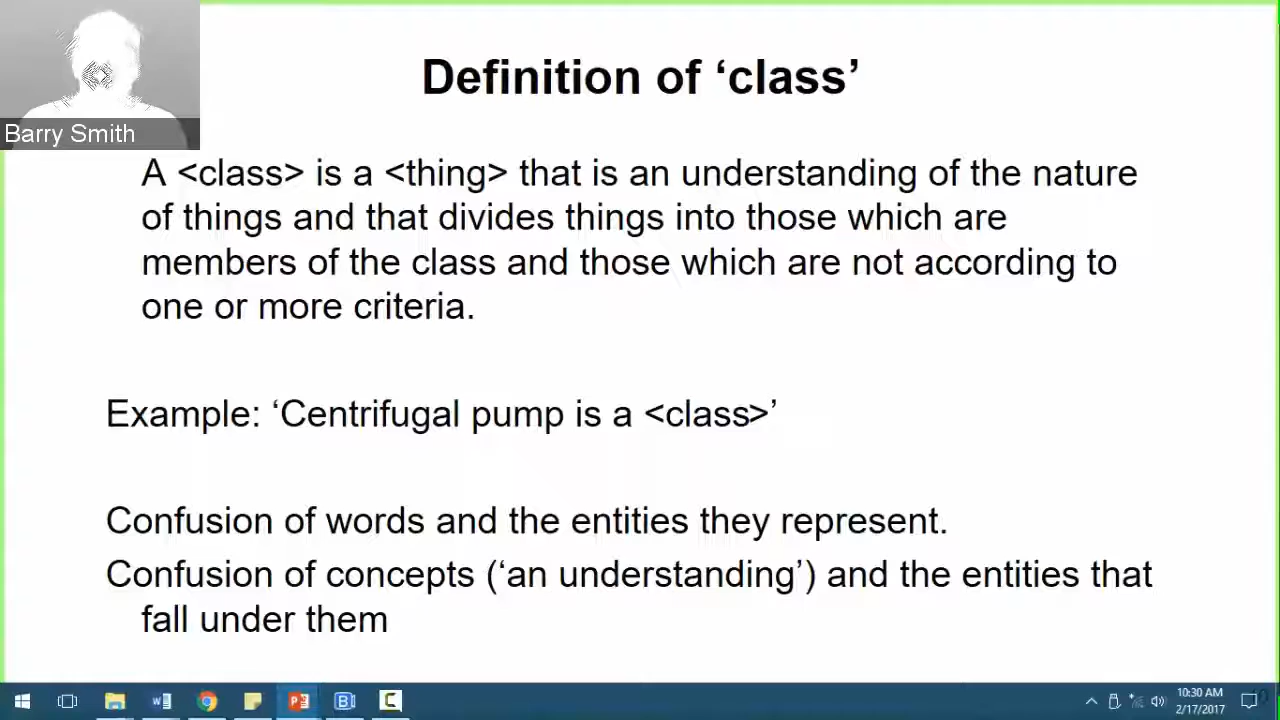 Barry Smith
Definition of ‘class’
A <class> is a <thing> that is an understanding of the nature
of things and that divides things into those which are
members of the class and those which are not according to
one or more criteria.
Example: ‘Centrifugal pump is a <class>’
Confusion of words and the entities they represent.
Confusion of concepts (‘an understanding’) and the entities that
fall under them
10:30 AM
2/17/2017